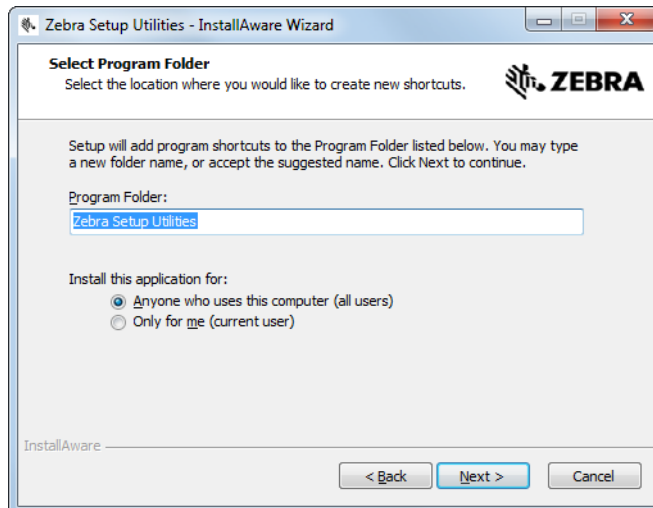 Zebra Setup Utilities - InstallAware Wizard
Select Program Folder
Select the location where you would like to create new shortcuts.
ZEBRA
Setup will add program shortcuts to the Program Folder listed below. You may type
a new folder name, or accept the suggested name. Click Next to continue.
Program Folder:
Zebra Setup Utilities
Install this application for:
Anyone who uses this computer (all users)
Only for me (current user)
InstallAware
< Back Next > Cancel